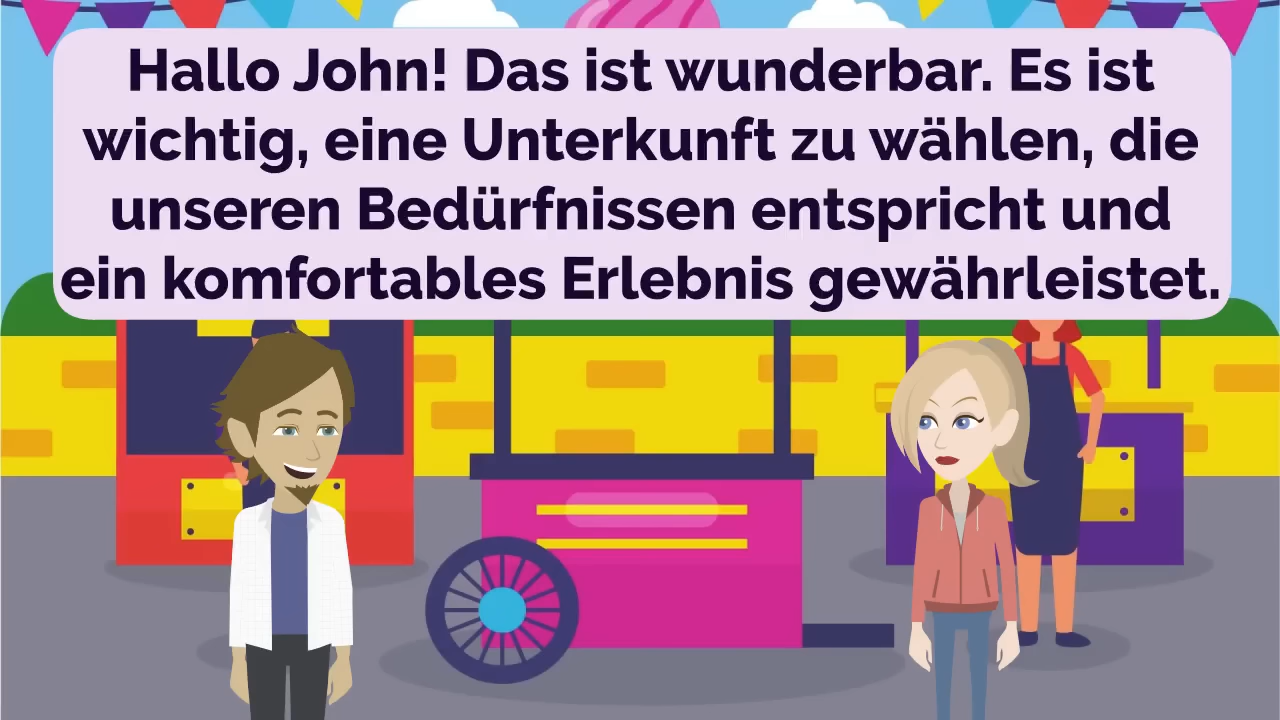 Hallo John! Das ist wunderbar. Es ist
wichtig, eine Unterkunft zu wählen, die
unseren Bedürfnissen entspricht und
ein komfortables Erlebnis gewährleistet.